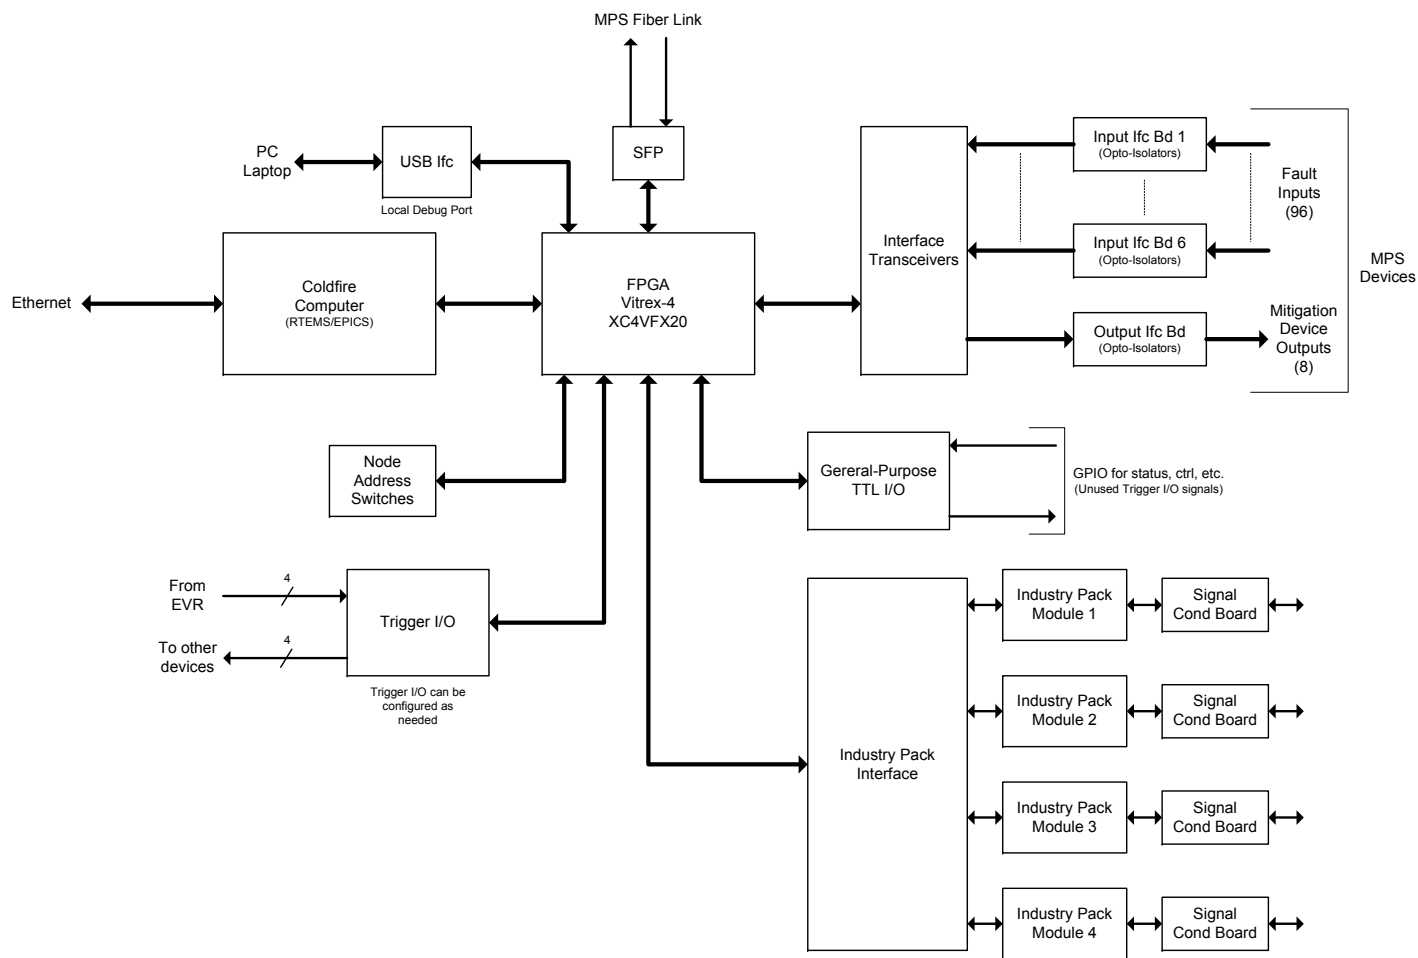 MPS Fiber Link
SFP
PC
Laptop
USB Ifc
Local Debug Port
Ethernet
Coldfire
Computer
(RTEMS/EPICS)
FPGA
Vitrex-4
XC4VFX20
Interface
Transceivers
Input Ifc Bd 1
(Opto-Isolators)
Input Ifc Bd 6
(Opto-Isolators)
Output Ifc Bd
(Opto-Isolators)
Fault
Inputs
(96)
Mitigation
Device
Outputs
(8)
MPS
Devices
Node
Address
Switches
Gereral-Purpose
TTL I/O
GPIO for status, ctrl, etc.
(Unused Trigger I/O signals)
From
EVR
4
To other
devices
4
Trigger I/O
Trigger I/O can be
configured as
needed
Industry Pack
Interface
Industry Pack
Module 1
Signal
Cond Board
Industry Pack
Module 2
Signal
Cond Board
Industry Pack
Module 3
Signal
Cond Board
Industry Pack
Module 4
Signal
Cond Board